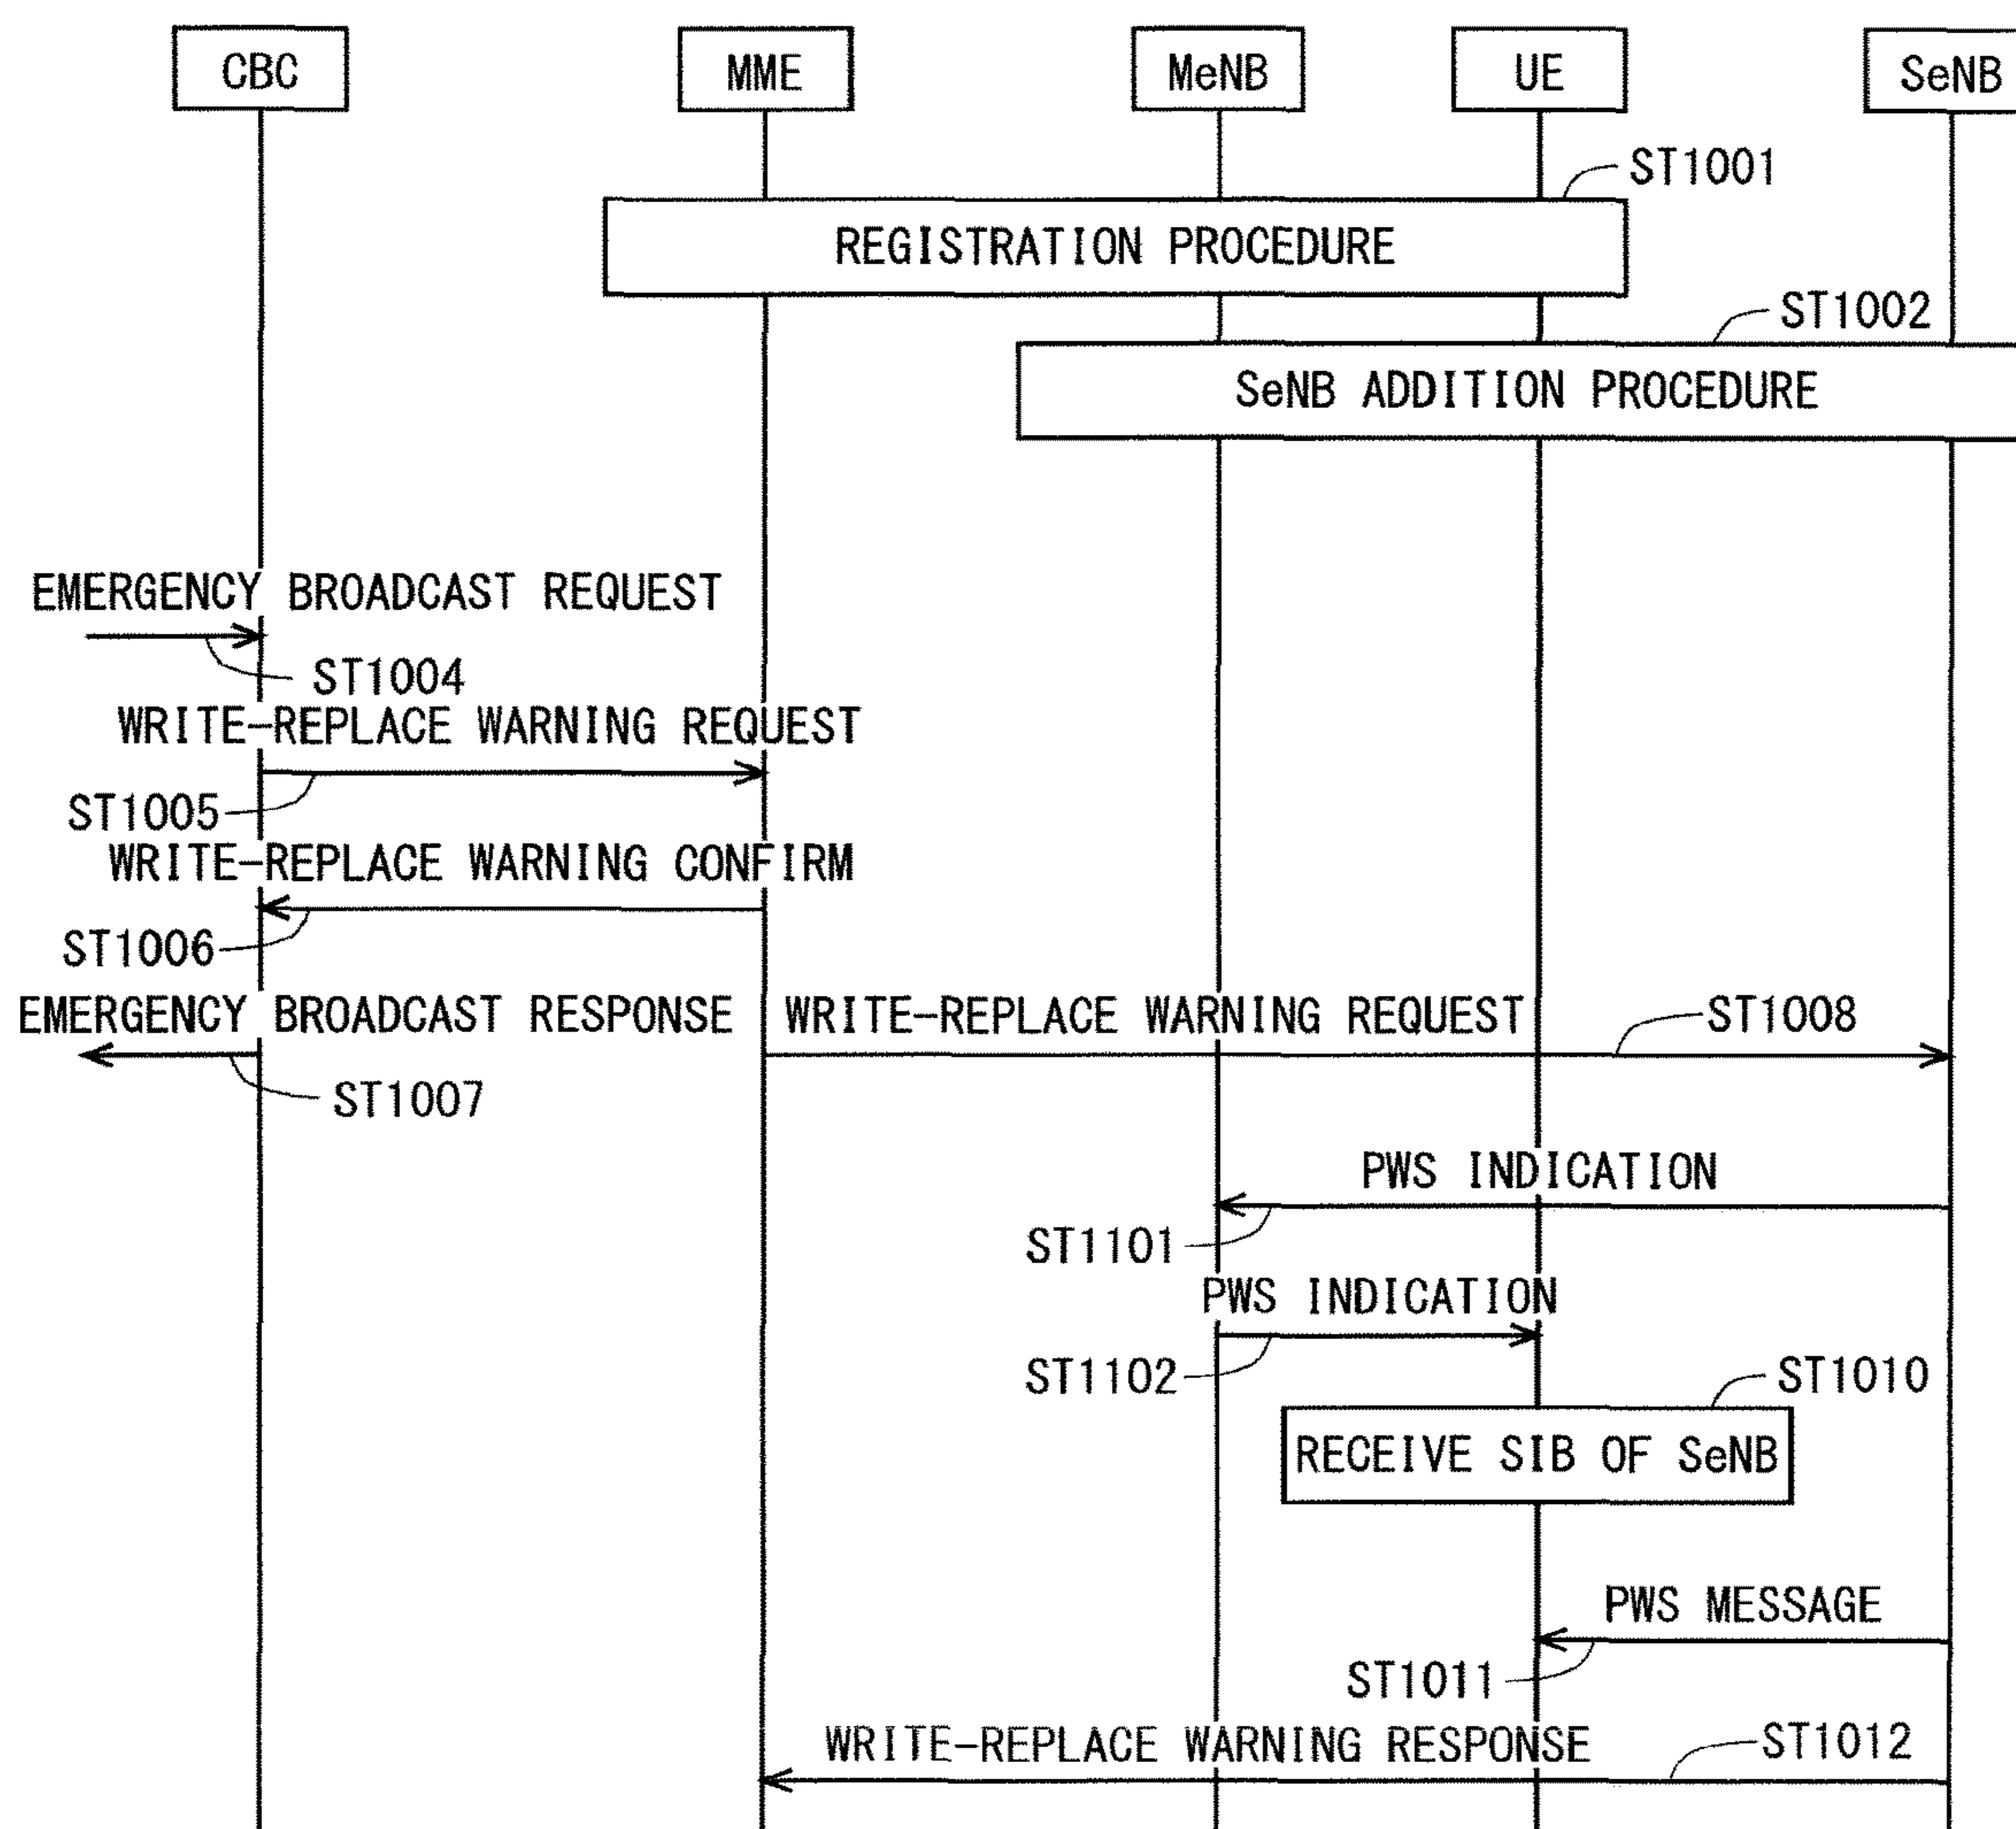 CBC
MME
MeNB
UE
SeNB
ST1001
REGISTRATION PROCEDURE
ST1002
SeNB ADDITION PROCEDURE
EMERGENCY BROADCAST REQUEST
ST1004
WRITE-REPLACE WARNING REQUEST
ST1005
WRITE-REPLACE WARNING CONFIRM
ST1006
EMERGENCY BROADCAST RESPONSE
WRITE-REPLACE WARNING REQUEST
ST1008
ST1007
PWS INDICATION
ST1101
PWS INDICATION
ST1102
ST1010
RECEIVE SIB OF SeNB
PWS MESSAGE
ST1011
WRITE-REPLACE WARNING RESPONSE
ST1012